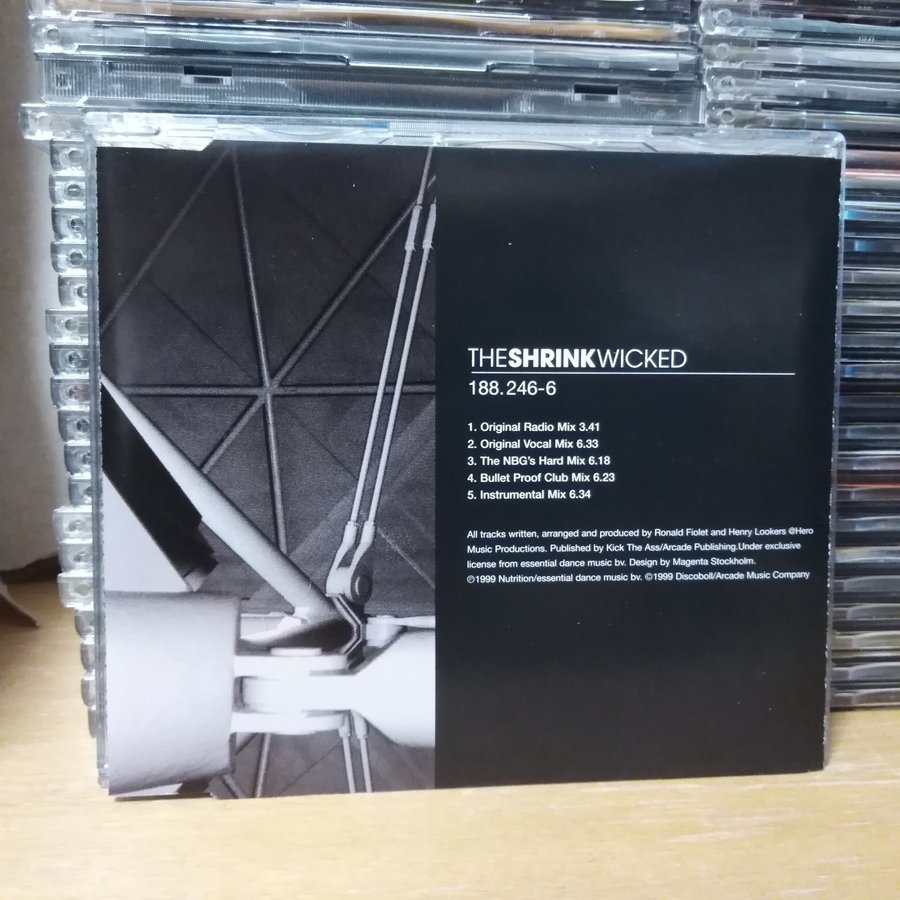 THESHRINKWICKED
188.246-6
1. Original Radio Mix 3.41
2. Original Vocal Mix 6.33
3. The NBG's Hard Mix 6.18
4. Bullet Proof Club Mix 6.23
5. Instrumental Mix 6.34
All tracks written, arranged and produced by Ronald Fiolet and Henry Lookers @Hero
Music Productions. Published by Kick The Ass/Arcade Publishing.Under exclusive
license from essential dance music bv. Design by Magenta Stockholm.
℗1999 Nutrition/essential dance music bv. ©1999 Discoboll/Arcade Music Company